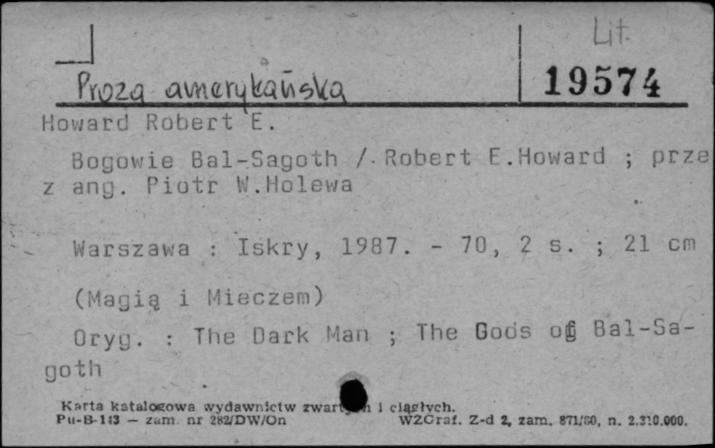 Lit.
Proza amerykańska 19574
Howard Robert E.
Bogowie Bal-Sagoth / Robert E.Howard ; prze
z ang. Piotr W.Holewa
Warszawa : Iskry, 1987. - 70, 2 s. ; 21 cm
(Magią i Mieczem)
Oryg. : The Dark Man ; The Gods of Bal-Sa-
goth
Karta katalogowa wydawnictw zwartych i ciągłych.
Pu-B-113 — zam. nr 282/DW/On WZGraf. Z-d 2, zam. 871/80, n. 2.310.000.